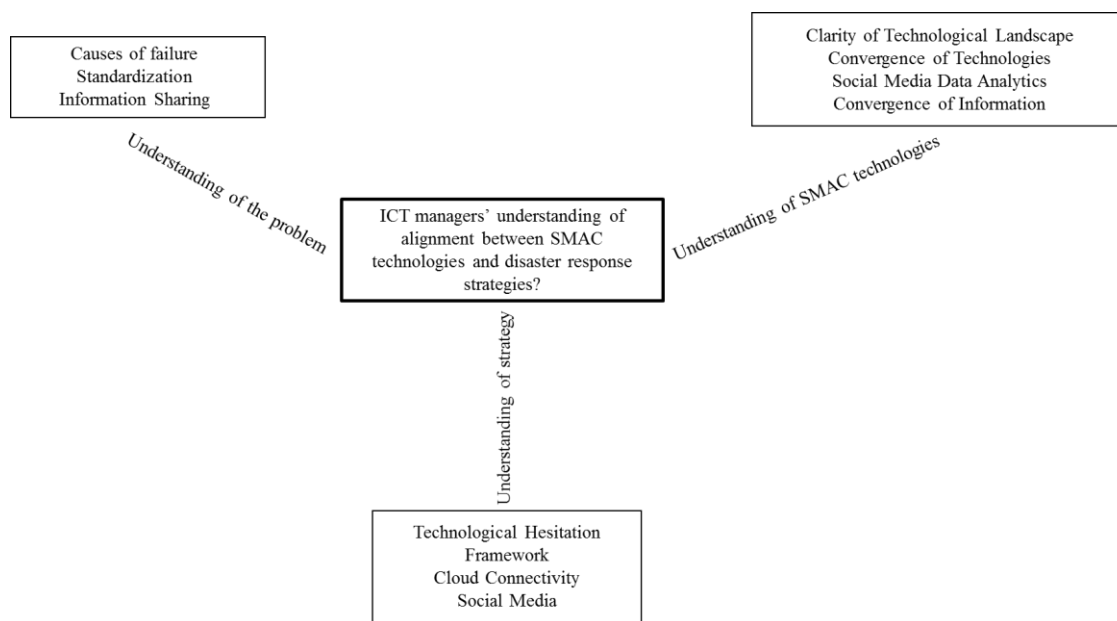 Causes of failure
Standardization
Information Sharing
Clarity of Technological Landscape
Convergence of Technologies
Social Media Data Analytics
Convergence of Information
Understanding of the problem
Understanding of SMAC technologies
ICT managers’ understanding of
alignment between SMAC
technologies and disaster response
strategies?
Understanding of strategy
Technological Hesitation
Framework
Cloud Connectivity
Social Media